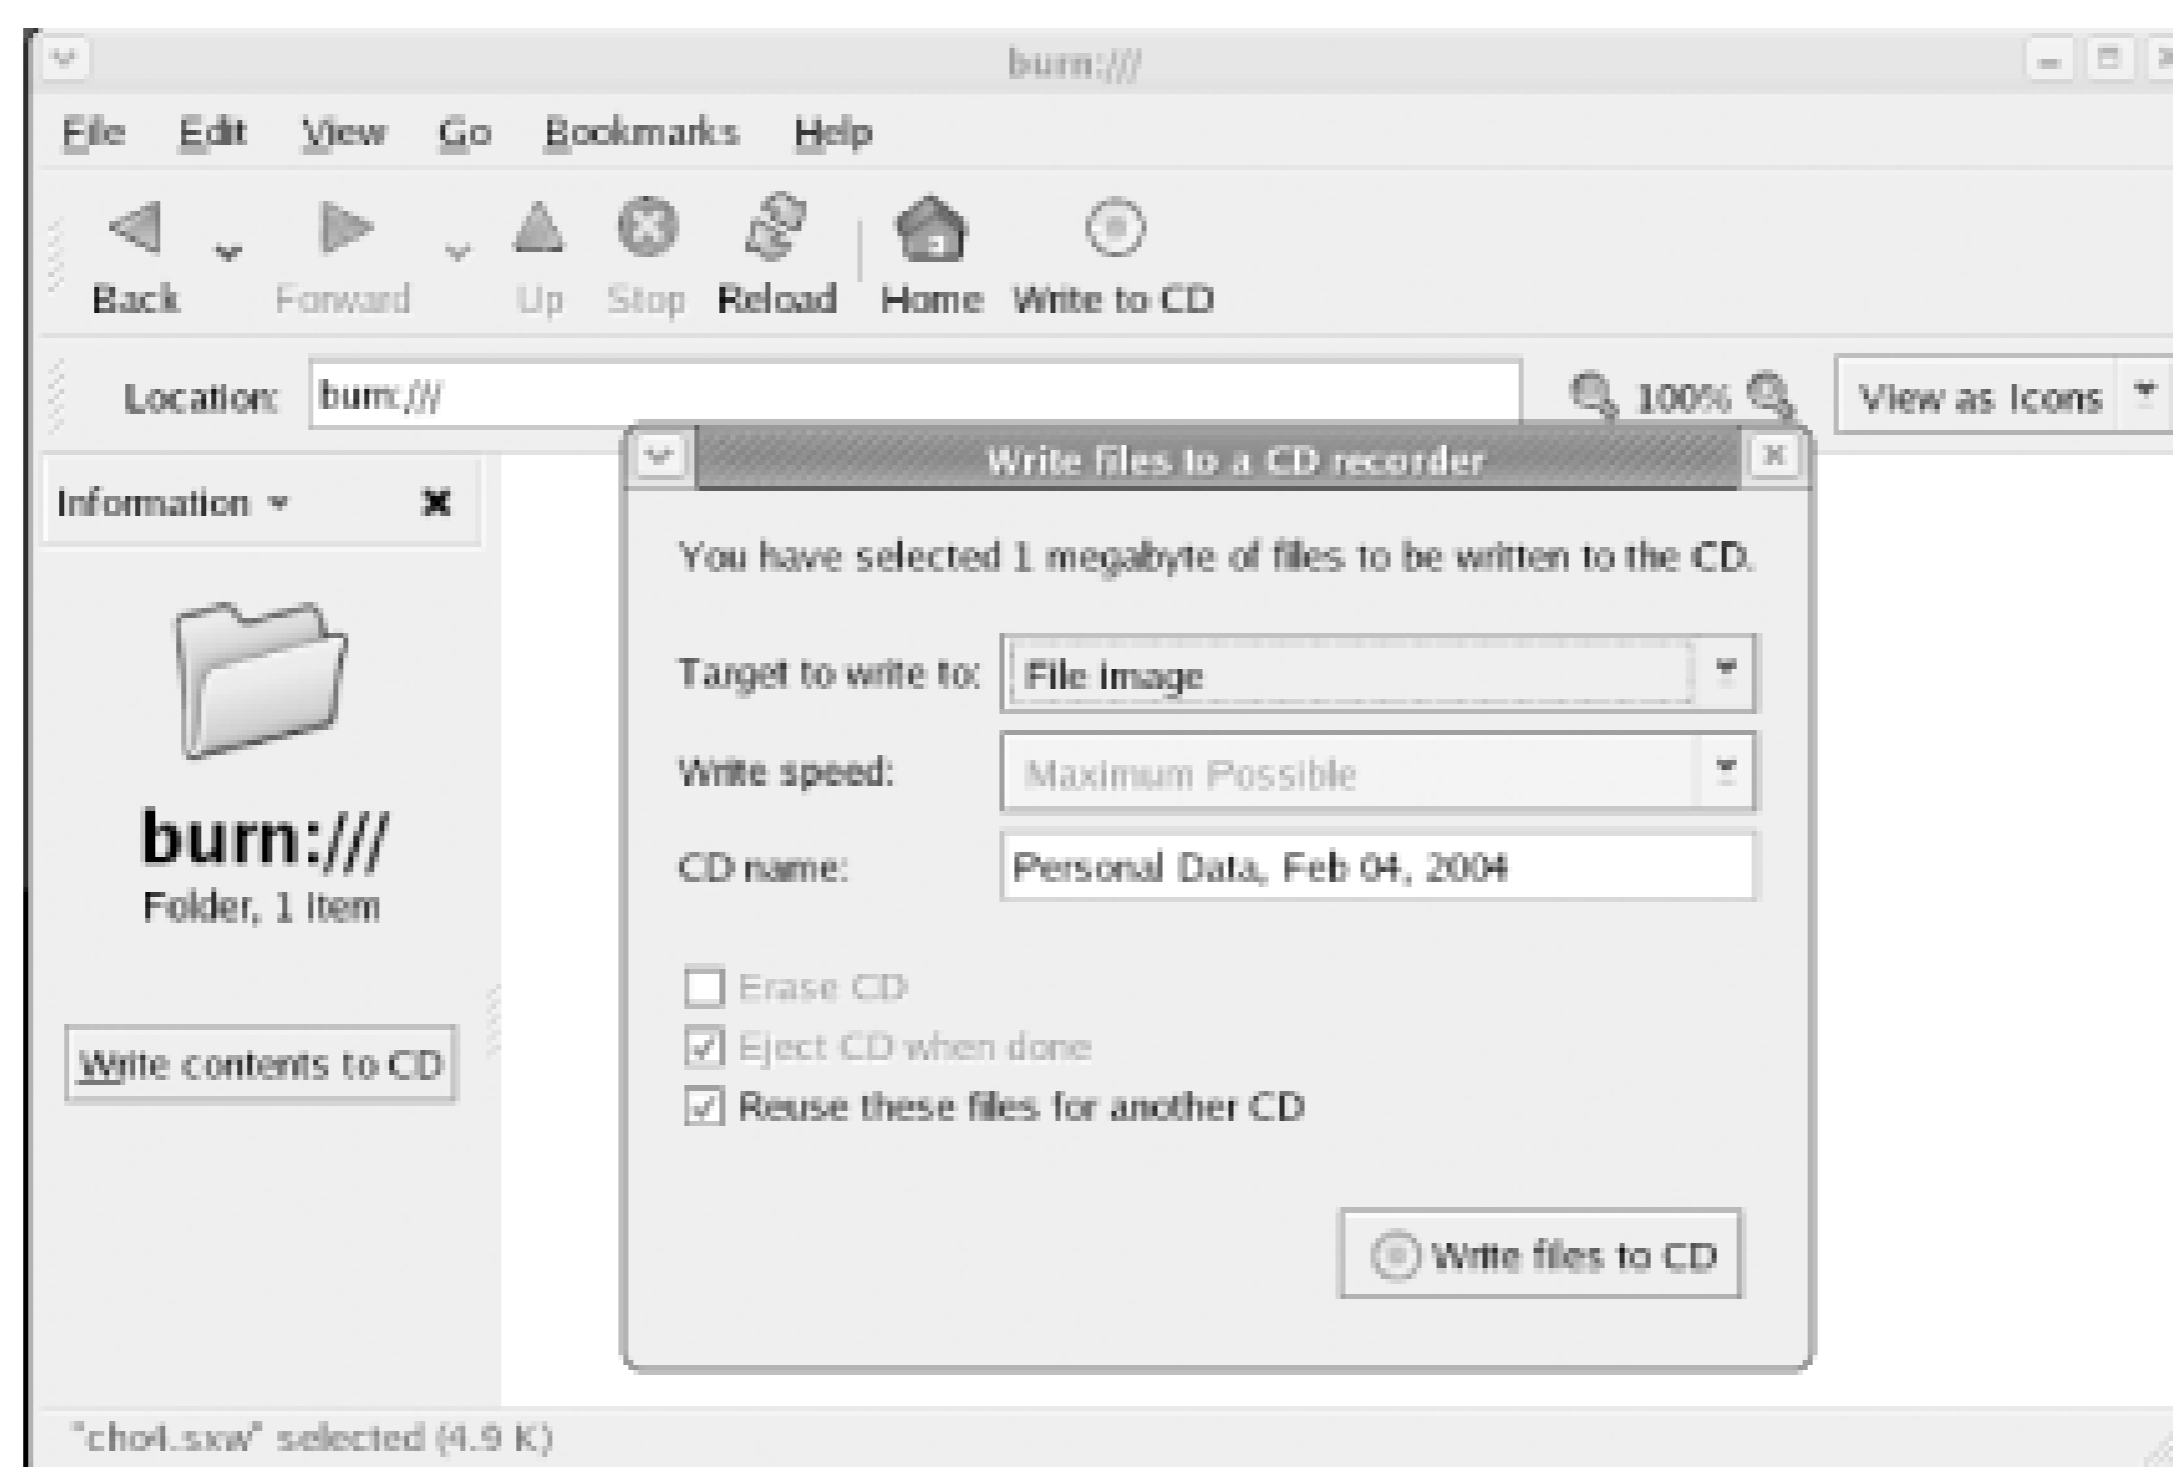 burn:///
File Edit View Go Bookmarks Help
Back Forward Up Stop Reload Home Write to CD
Location: burn:/// 100% View as Icons
Write files to a CD recorder
Information
You have selected 1 megabyte of files to be written to the CD.
Target to write to: File image
Write speed: Maximum Possible
burn:///
CD name: Personal Data, Feb 04, 2004
Folder, 1 item
Erase CD
Eject CD when done
Write contents to CD
Reuse these files for another CD
Write files to CD
"cho4.sxw" selected (4.9 K)